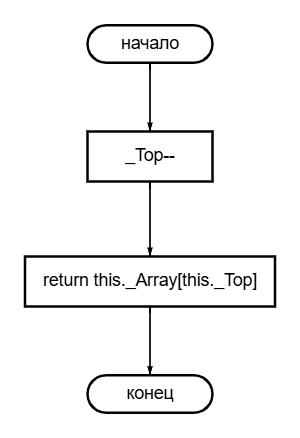 начало
_Top--
return this._Array[this._Top]
конец